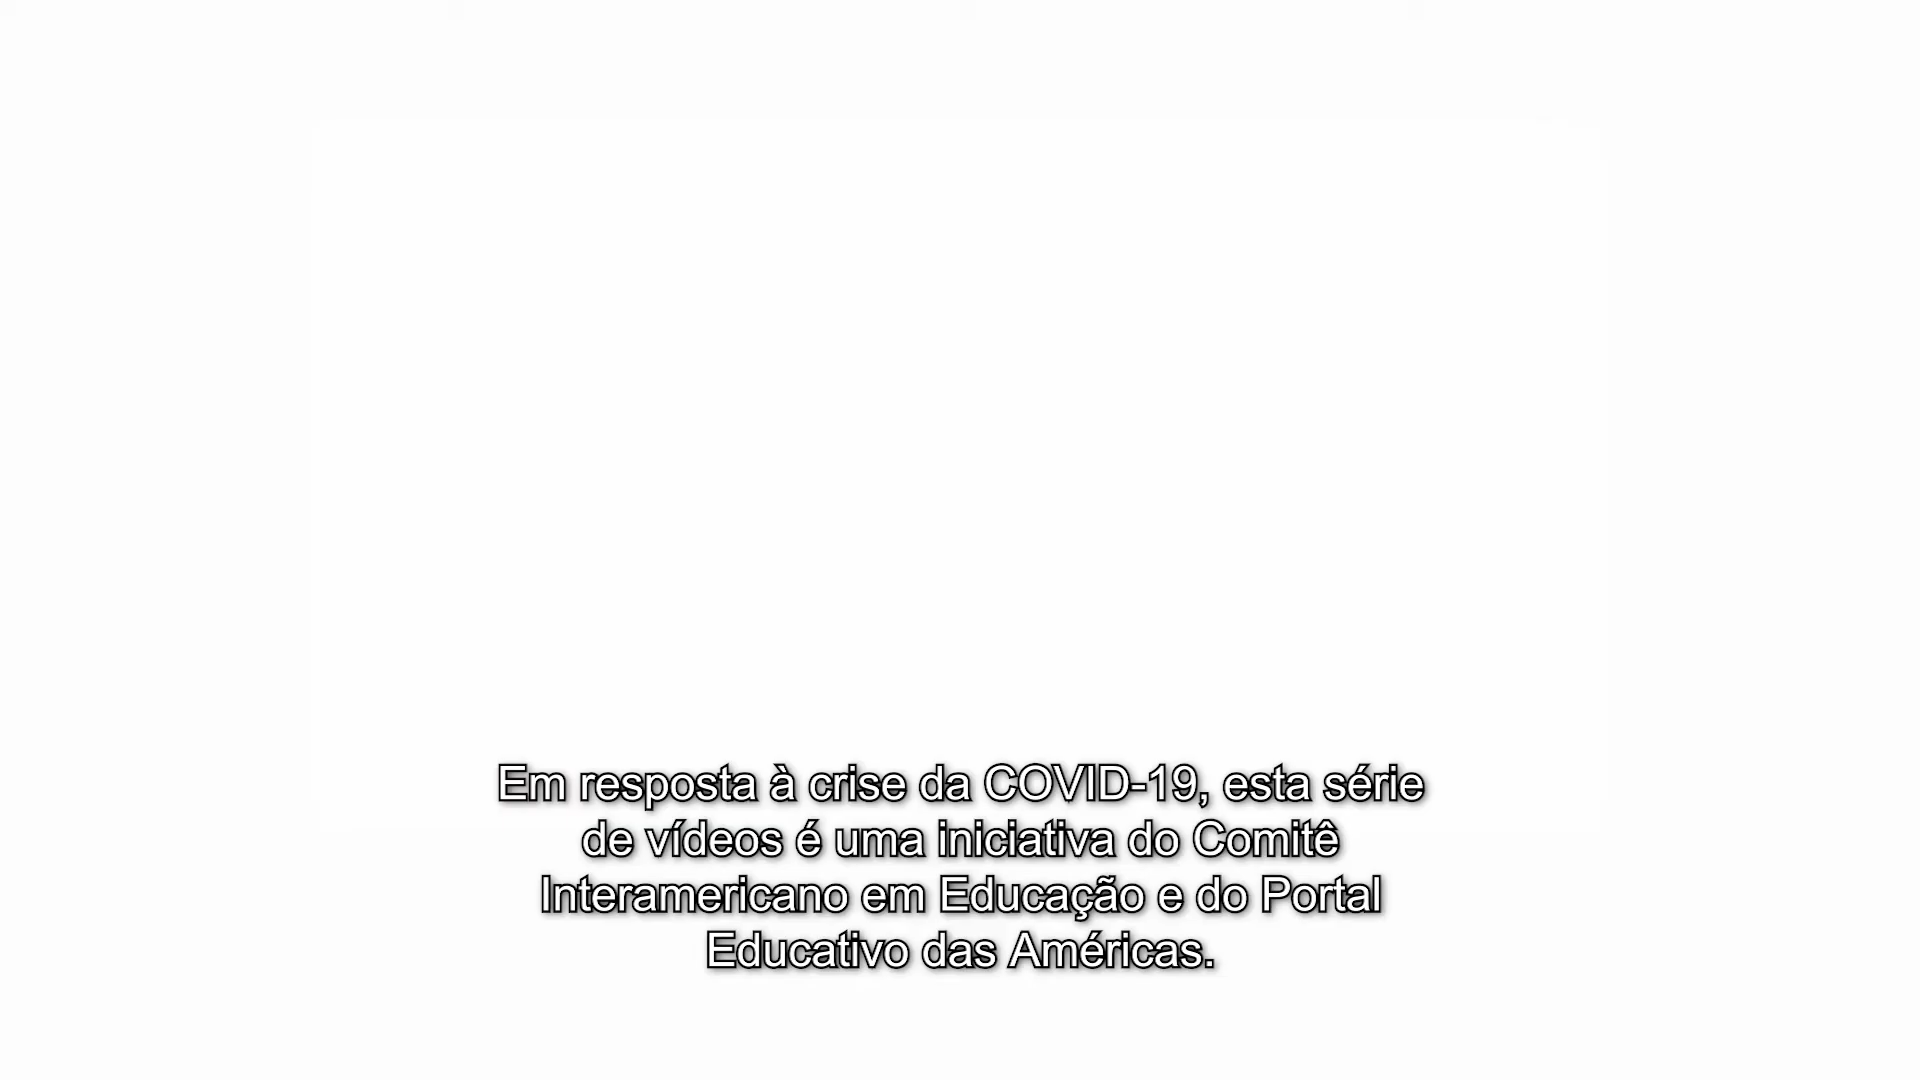 Em resposta à crise da COVID-19, esta série
de vídeos é uma iniciativa do Comitê
Interamericano em Educação e do Portal
Educativo das Américas.